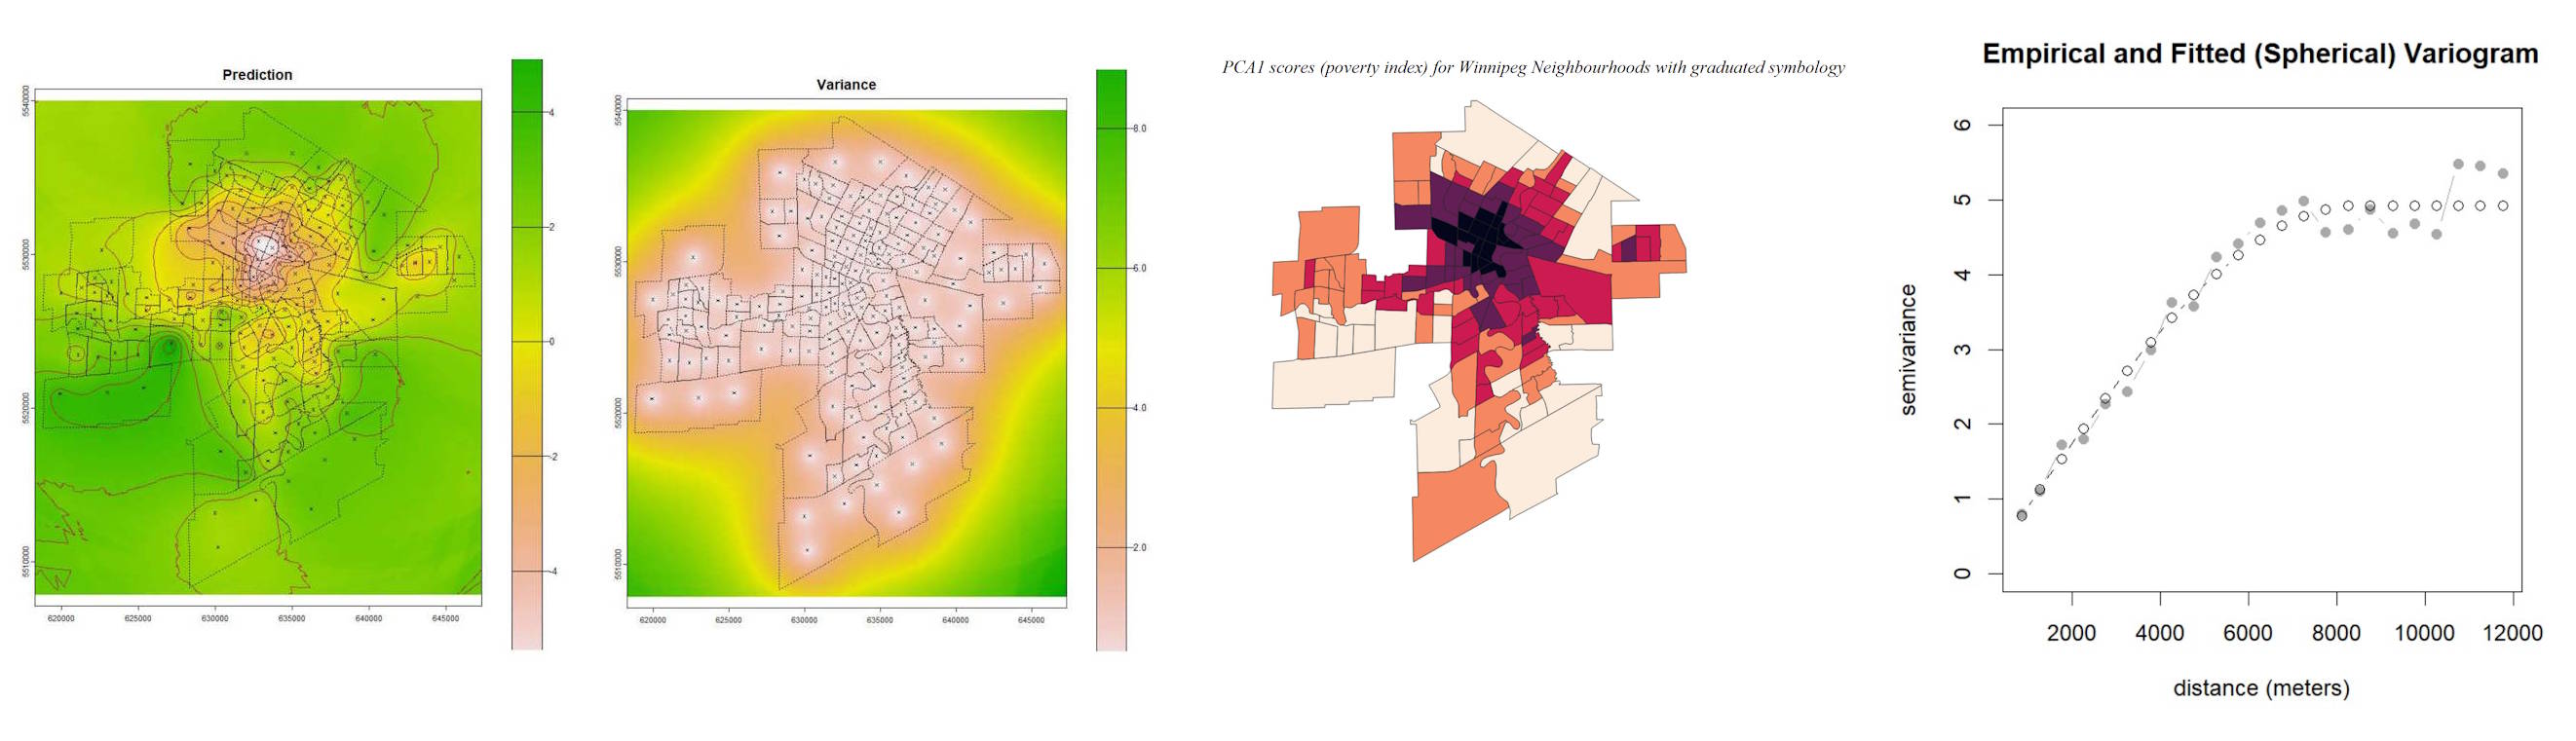 Prediction
5540000
5530000
5520000
5510000
620000 625000 630000 635000 640000 645000
4
2
0
-2
-4
Variance
5540000
5530000
5520000
5510000
620000 625000 630000 635000 640000 645000
8.0
6.0
4.0
2.0
PCA1 scores (poverty index) for Winnipeg Neighbourhoods with graduated symbology
Empirical and Fitted (Spherical) Variogram
semivariance
6
5
4
3
2
1
0
2000 4000 6000 8000 10000 12000
distance (meters)